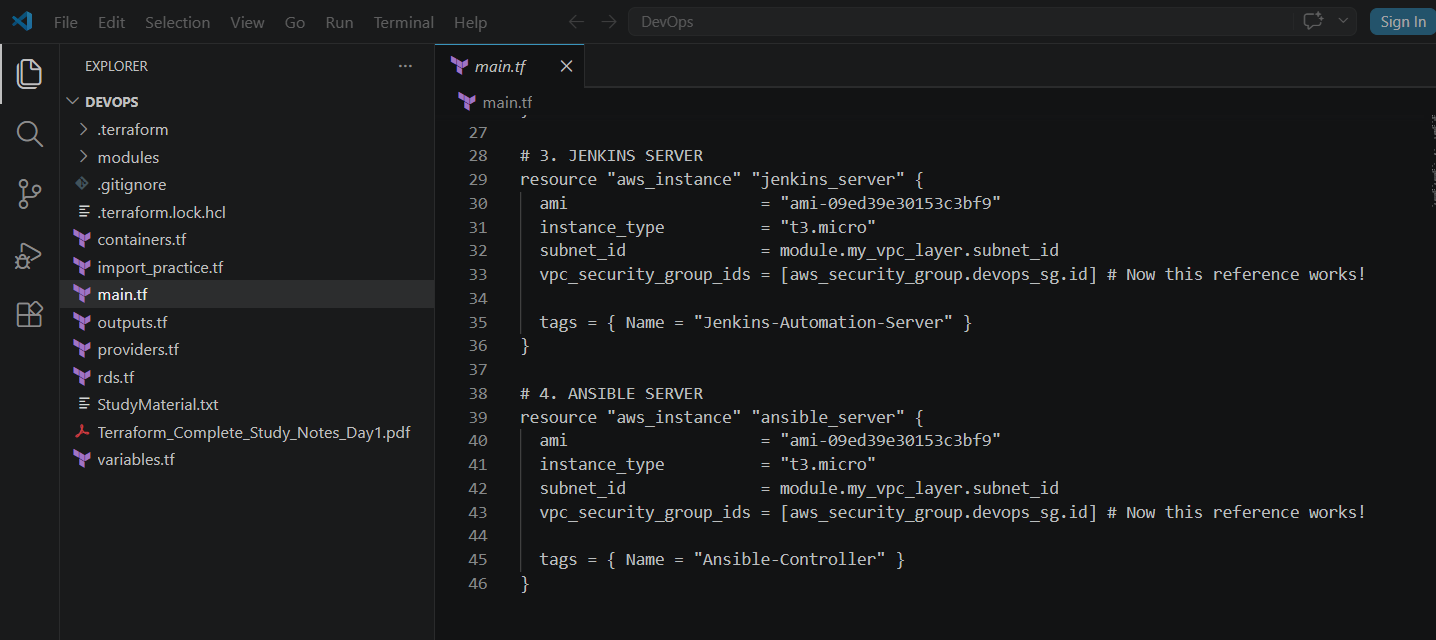 File Edit Selection View Go Run Terminal Help
DevOps
Sign In
EXPLORER
DEVOPS
.terraform
modules
.gitignore
.terraform.lock.hcl
containers.tf
import_practice.tf
main.tf
outputs.tf
providers.tf
rds.tf
StudyMaterial.txt
Terraform_Complete_Study_Notes_Day1.pdf
variables.tf
main.tf
main.tf
27
28 # 3. JENKINS SERVER
29 resource "aws_instance" "jenkins_server" {
30 ami = "ami-09ed39e30153c3bf9"
31 instance_type = "t3.micro"
32 subnet_id = module.my_vpc_layer.subnet_id
33 vpc_security_group_ids = [aws_security_group.devops_sg.id] # Now this reference works!
34
35 tags = { Name = "Jenkins-Automation-Server" }
36 }
37
38 # 4. ANSIBLE SERVER
39 resource "aws_instance" "ansible_server" {
40 ami = "ami-09ed39e30153c3bf9"
41 instance_type = "t3.micro"
42 subnet_id = module.my_vpc_layer.subnet_id
43 vpc_security_group_ids = [aws_security_group.devops_sg.id] # Now this reference works!
44
45 tags = { Name = "Ansible-Controller" }
46 }